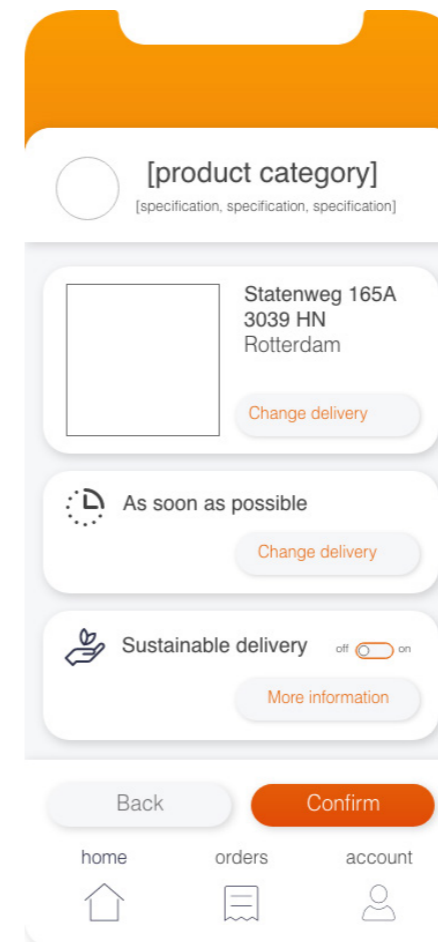 [product category]
[specification, specification, specification]
Statenweg 165A
3039 HN
Rotterdam
Change delivery
As soon as possible
Change delivery
Sustainable delivery off on
More information
Back Confirm
home orders account